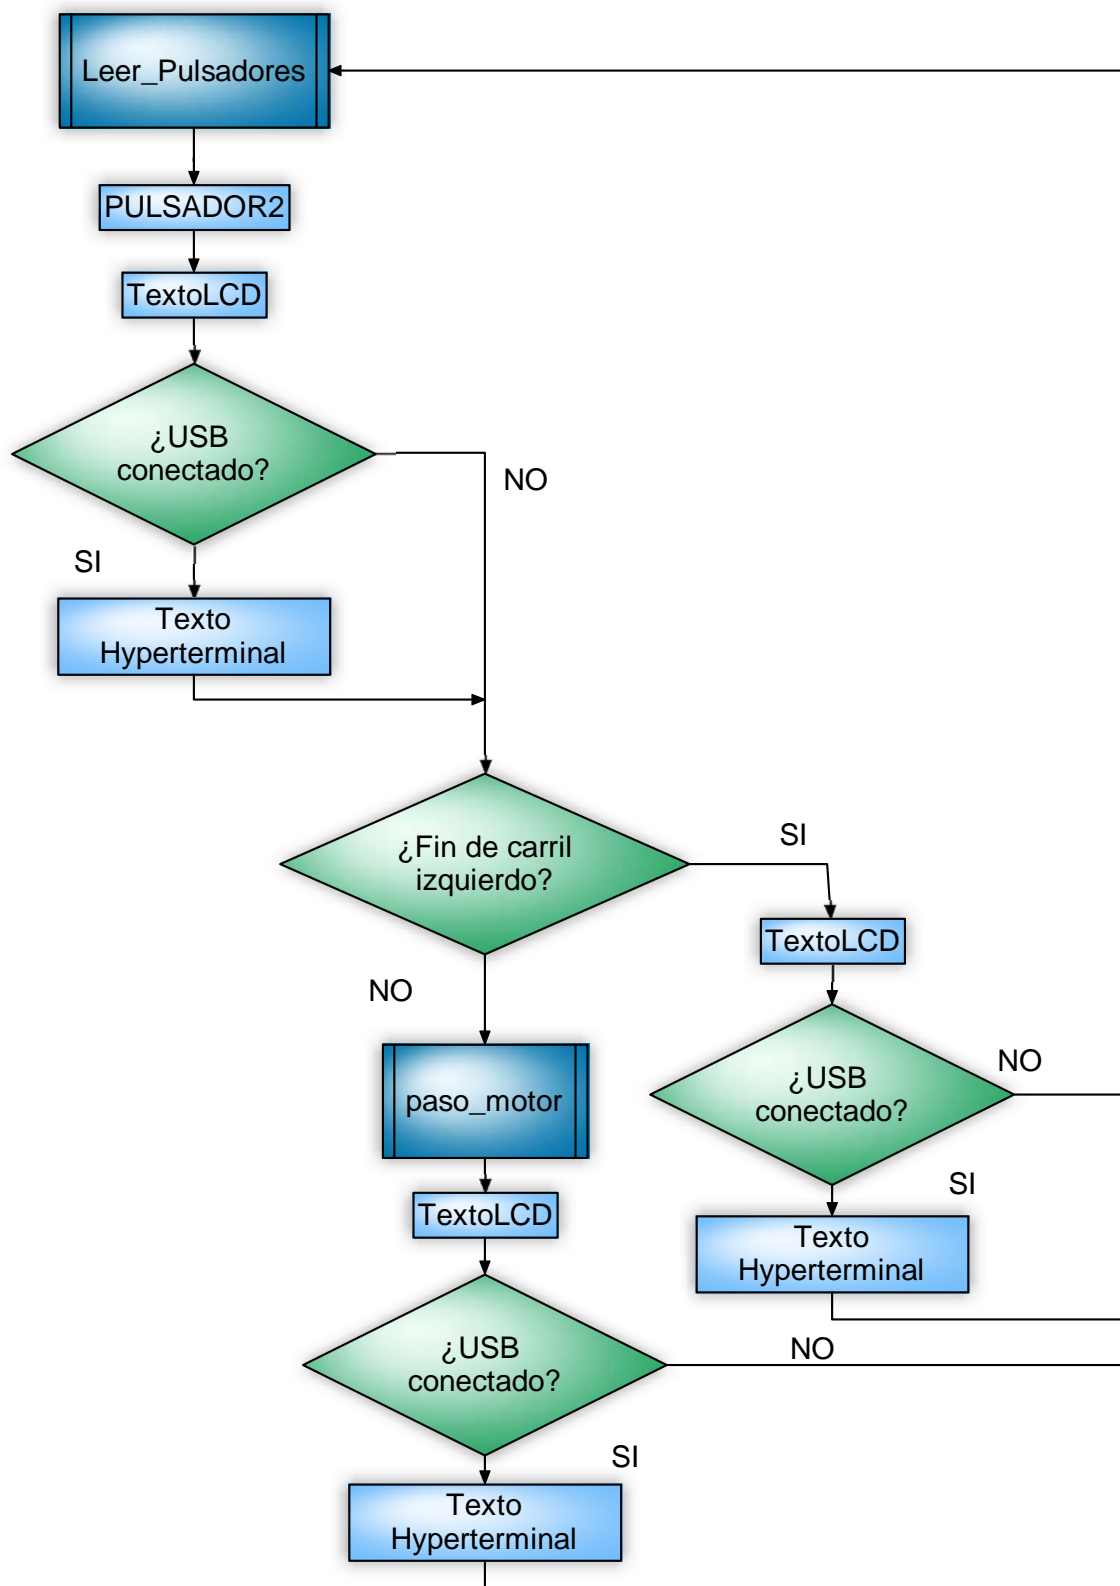 Leer_Pulsadores
PULSADOR2
TextoLCD
¿USB
conectado?
NO
SI
Texto
Hyperterminal
¿Fin de carril
izquierdo?
SI
TextoLCD
NO
¿USB
conectado?
NO
paso_motor
SI
TextoLCD
Texto
Hyperterminal
¿USB
conectado?
NO
SI
Texto
Hyperterminal